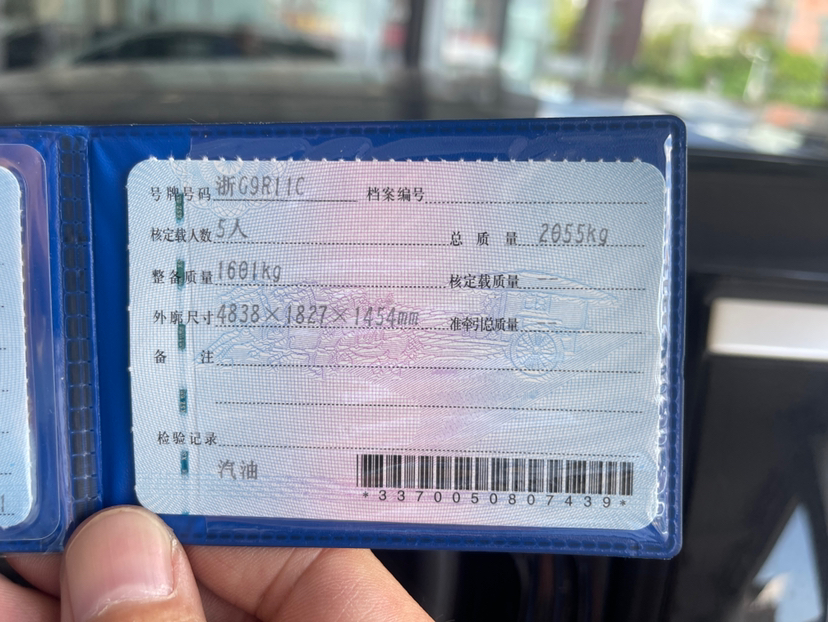 号牌号码 浙G9R11C 档案编号
核定载人数 5人 总质量 2055kg
整备质量 1601kg 核定载质量 --
外廓尺寸 4838×1827×1454mm 准牵引总质量 --
备注
检验记录
汽油
*3370050807439*
1